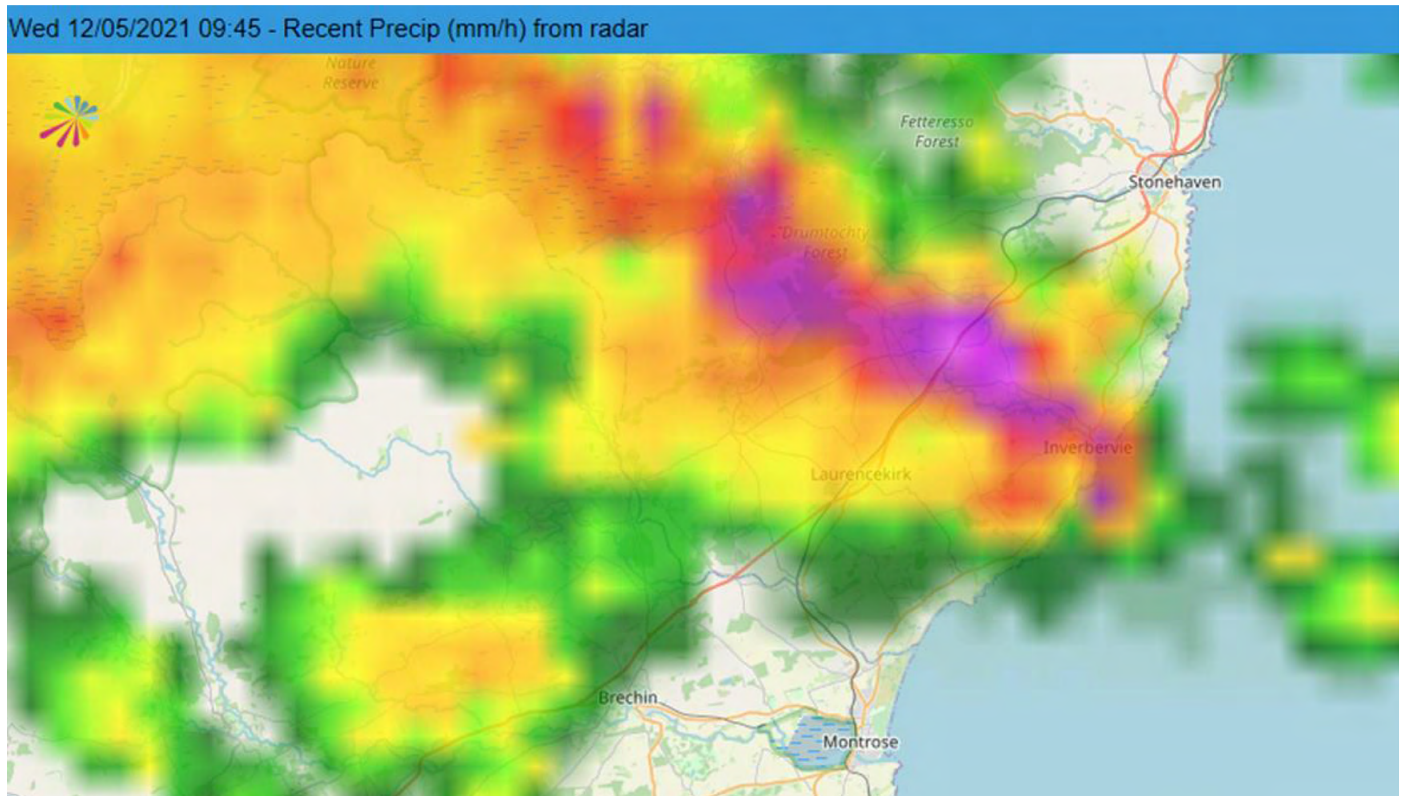 Wed 12/05/2021 09:45 - Recent Precip (mm/h) from radar
Nature
Reserve
Fetteresso
Forest
Stonehaven
Drumtochty
Forest
Inverbervie
Laurencekirk
Brechin
Montrose